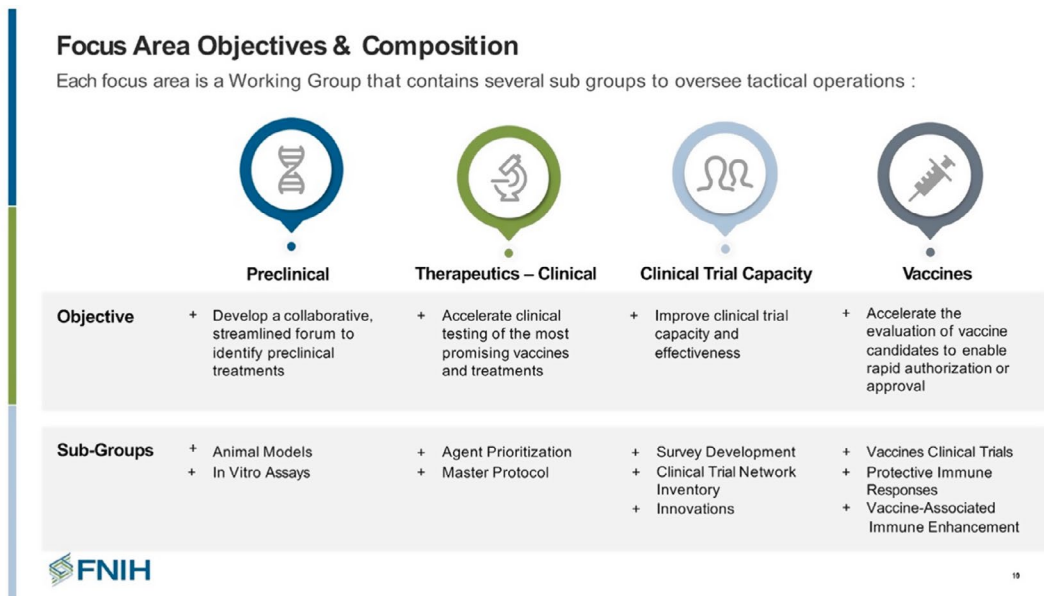 Focus Area Objectives & Composition
Each focus area is a Working Group that contains several sub groups to oversee tactical operations :
Preclinical
Therapeutics – Clinical
Clinical Trial Capacity
Vaccines
Objective
+ Develop a collaborative,
streamlined forum to
identify preclinical
treatments
+ Accelerate clinical
testing of the most
promising vaccines
and treatments
+ Improve clinical trial
capacity and
effectiveness
+ Accelerate the
evaluation of vaccine
candidates to enable
rapid authorization or
approval
Sub-Groups
+ Animal Models
+ In Vitro Assays
+ Agent Prioritization
+ Master Protocol
+ Survey Development
+ Clinical Trial Network
Inventory
+ Innovations
+ Vaccines Clinical Trials
+ Protective Immune
Responses
+ Vaccine-Associated
Immune Enhancement
FNIH